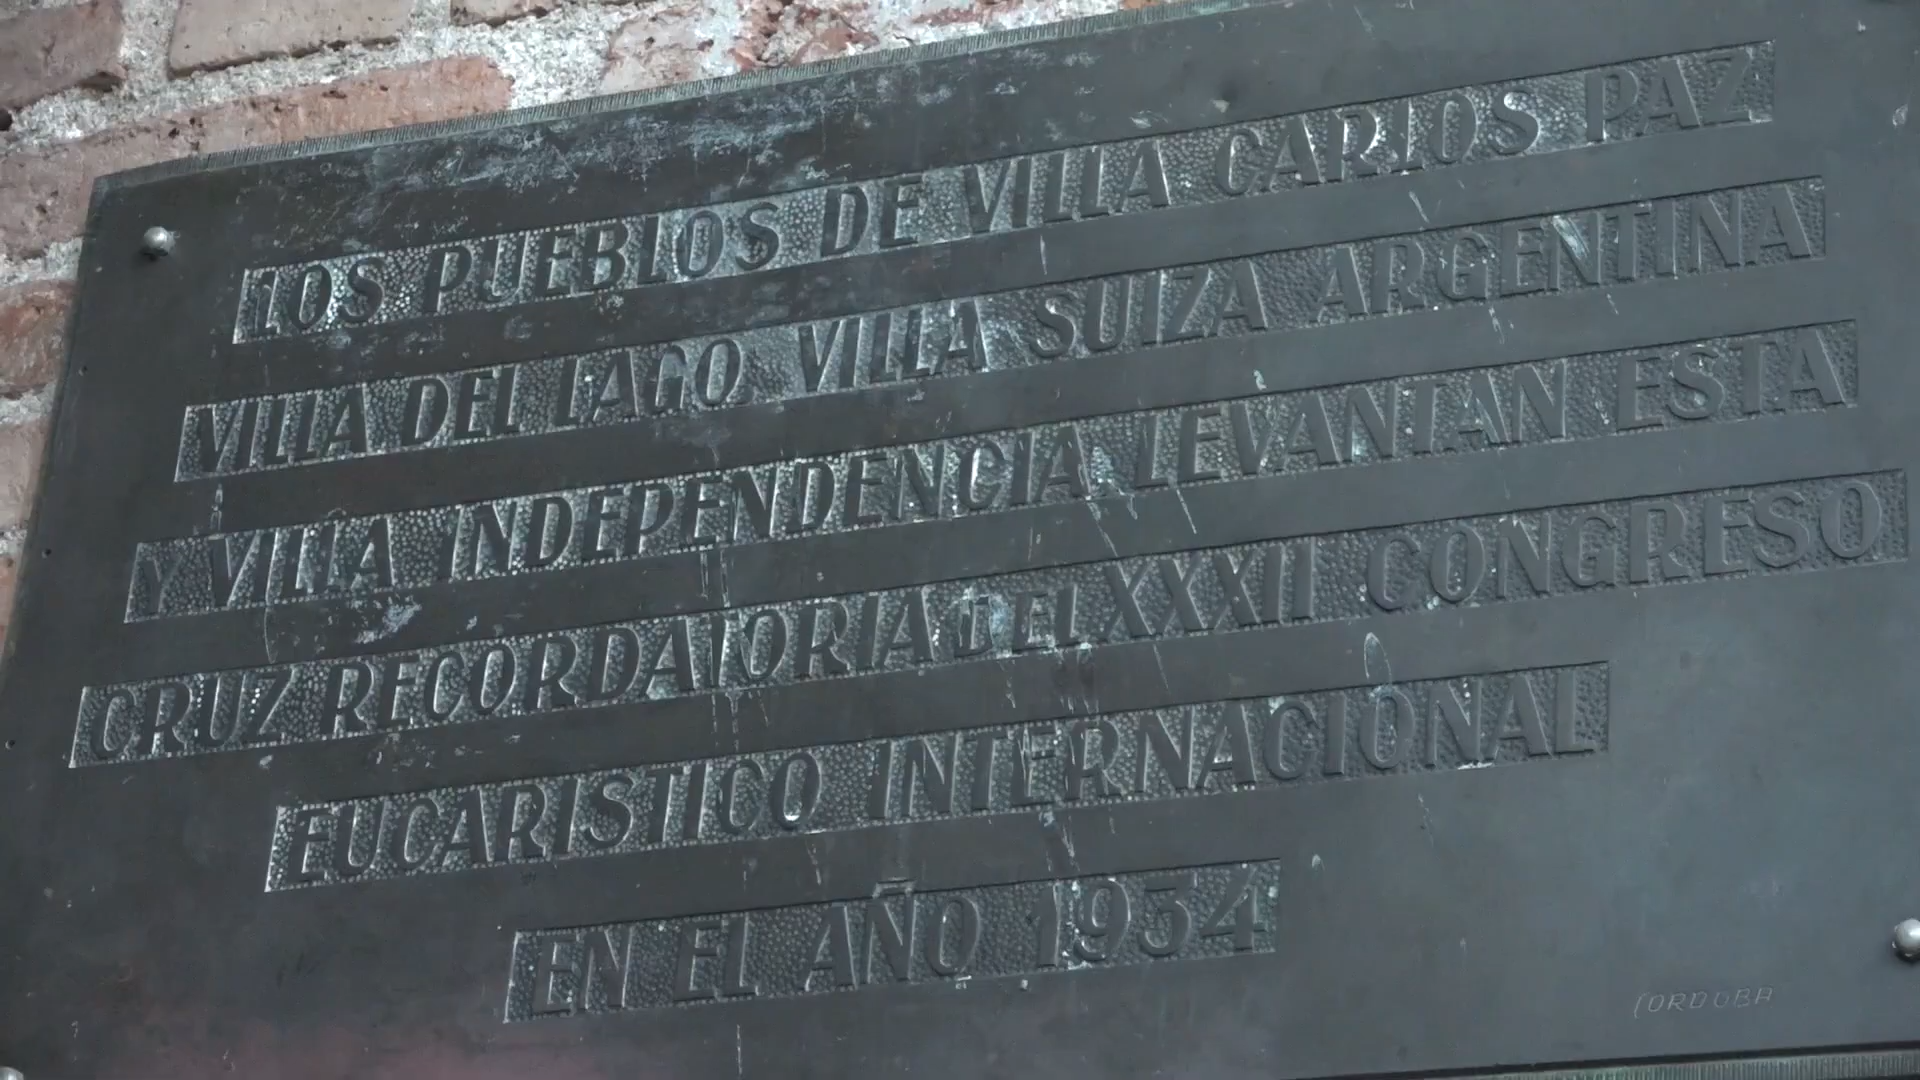 LOS PUEBLOS DE VILLA CARLOS PAZ
VILLA DEL LAGO VILLA SUIZA ARGENTINA
Y VILLA INDEPENDENCIA LEVANTAN ESTA
CRUZ RECORDATORIA DEL XXXII CONGRESO
EUCARISTICO INTERNACIONAL
EN EL AÑO 1934
CORDOBA